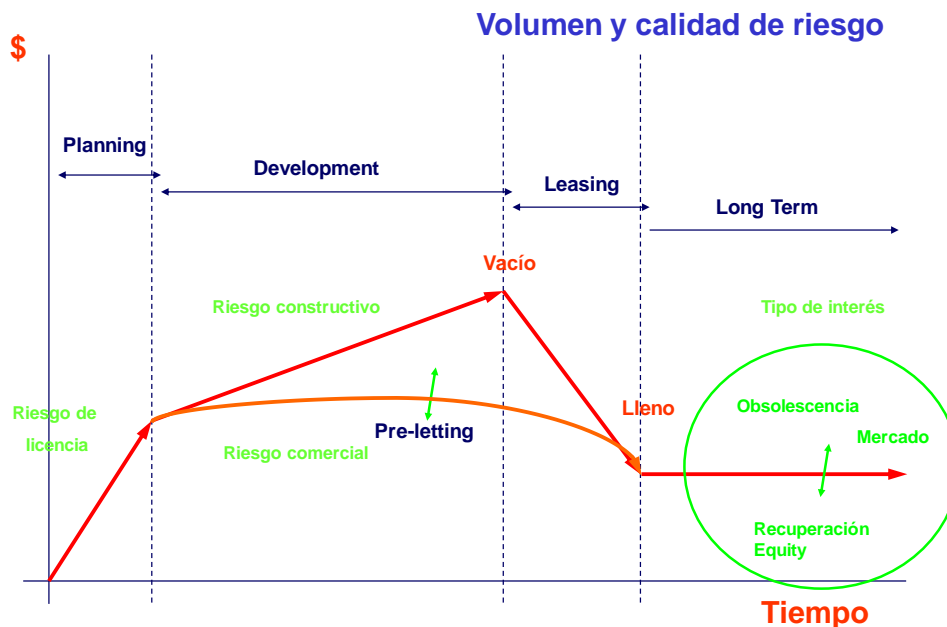 Volumen y calidad de riesgo
$
Planning
Development
Leasing
Long Term
Vacío
Riesgo constructivo
Tipo de interés
Riesgo de
licencia
Lleno
Obsolescencia
Pre-letting
Mercado
Riesgo comercial
Recuperación
Equity
Tiempo